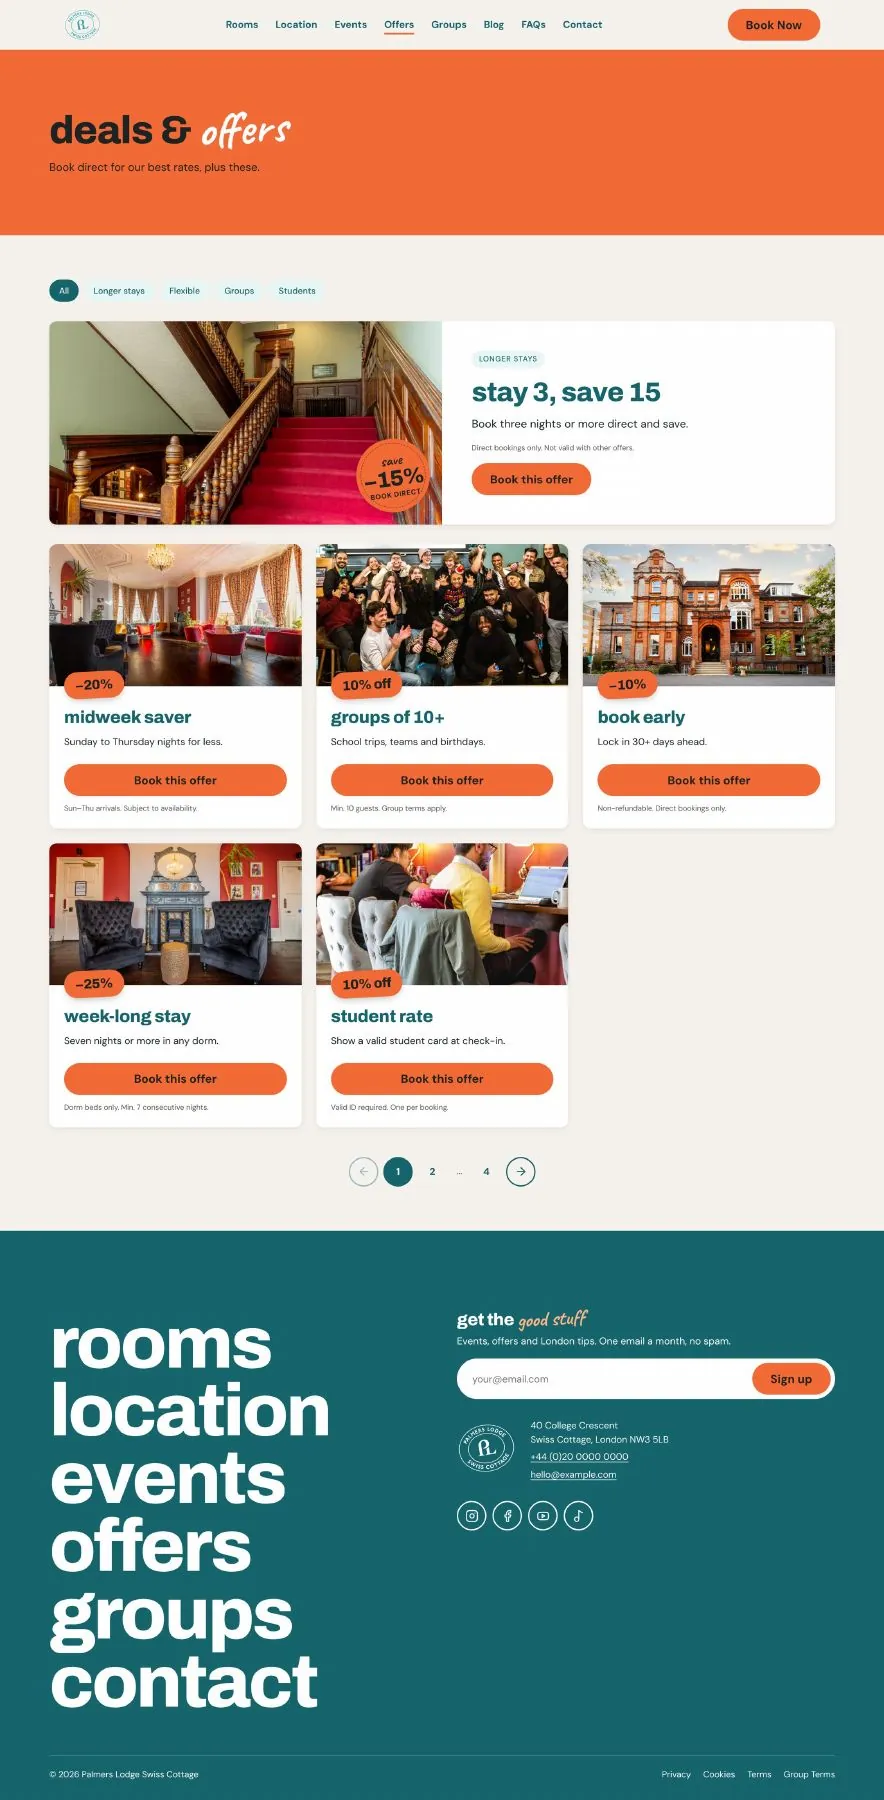 PALMERS LODGE
PL
SWISS COTTAGE
Rooms
Location
Events
Offers
Groups
Blog
FAQs
Contact
Book Now
deals & offers
Book direct for our best rates, plus these.
All
Longer stays
Flexible
Groups
Students
save
–15%
BOOK DIRECT
LONGER STAYS
stay 3, save 15
Book three nights or more direct and save.
Direct bookings only. Not valid with other offers.
Book this offer
–20%
midweek saver
Sunday to Thursday nights for less.
Book this offer
Sun–Thu arrivals. Subject to availability.
10% off
groups of 10+
School trips, teams and birthdays.
Book this offer
Min. 10 guests. Group terms apply.
–10%
book early
Lock in 30+ days ahead.
Book this offer
Non-refundable. Direct bookings only.
–25%
week-long stay
Seven nights or more in any dorm.
Book this offer
Dorm beds only. Min. 7 consecutive nights.
10% off
student rate
Show a valid student card at check-in.
Book this offer
Valid ID required. One per booking.
1
2
...
4
rooms
location
events
offers
groups
contact
get the good stuff
Events, offers and London tips. One email a month, no spam.
your@email.com
Sign up
PALMERS LODGE
PL
SWISS COTTAGE
40 College Crescent
Swiss Cottage, London NW3 5LB
+44 (0)20 0000 0000
hello@example.com
© 2026 Palmers Lodge Swiss Cottage
Privacy
Cookies
Terms
Group Terms